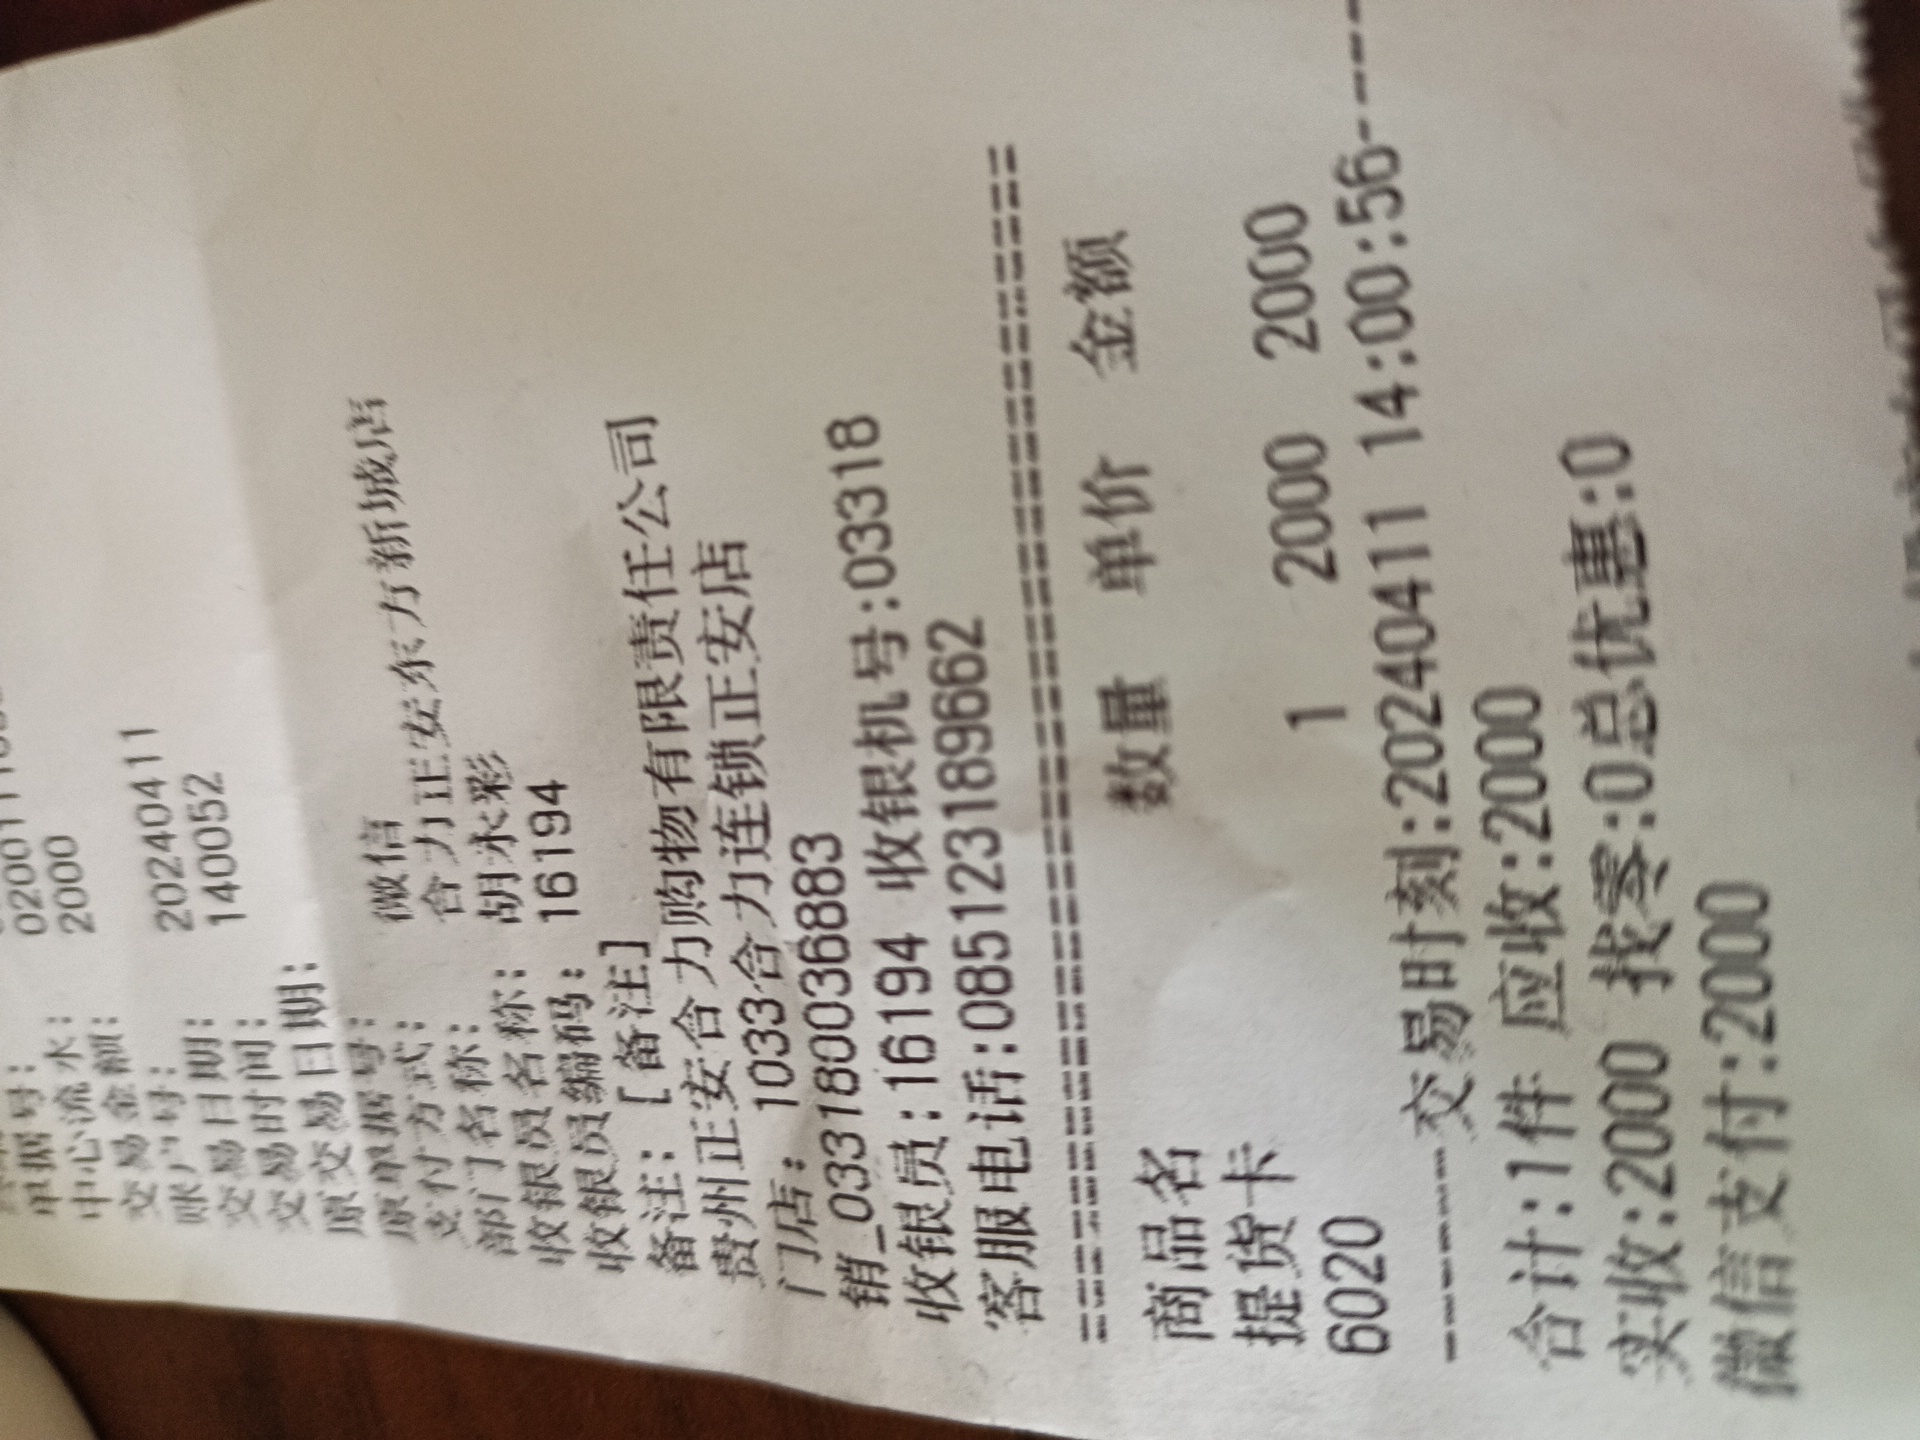 单据号:
中心流水: 
交易金额: 2000
账户号:
交易日期: 20240411
交易时间: 140052
原交易日期:
原单据号:
支付方式: 微信
部门名称: 合力正安东方新城店
收银员名称: 胡永彩
收银员编码: 16194
备注: [备注]
贵州正安合力购物有限责任公司
门店: 1033合力连锁正安店
销_0331800368​83
收银员:16194 收银机号:03318
客服电话:085123189662
商品名 数量 单价 金额
提货卡
6020 1 2000 2000
------交易时刻:20240411 14:00:56----
合计:1件 应收:2000
实收:2000 找零:0总优惠:0
微信支付:2000